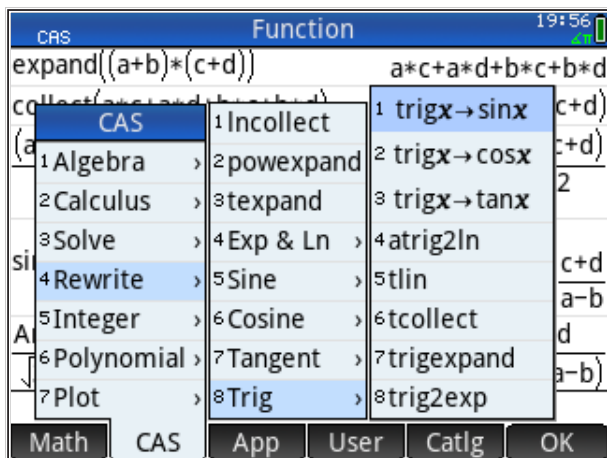 CAS Function 19:56
expand((a+b)*(c+d))
a*c+a*d+b*c+b*d
c+d)
(a
c+d)
2
sin
c+d
a−b
d
a−b)
CAS
1 Algebra ›
2 Calculus ›
3 Solve ›
4 Rewrite ›
5 Integer ›
6 Polynomial ›
7 Plot ›
1 lncollect
2 powexpand
3 texpand
4 Exp & Ln ›
5 Sine ›
6 Cosine ›
7 Tangent ›
8 Trig ›
1 trigx→sinx
2 trigx→cosx
3 trigx→tanx
4 atrig2ln
5 tlin
6 tcollect
7 trigexpand
8 trig2exp
Math CAS App User Catlg OK